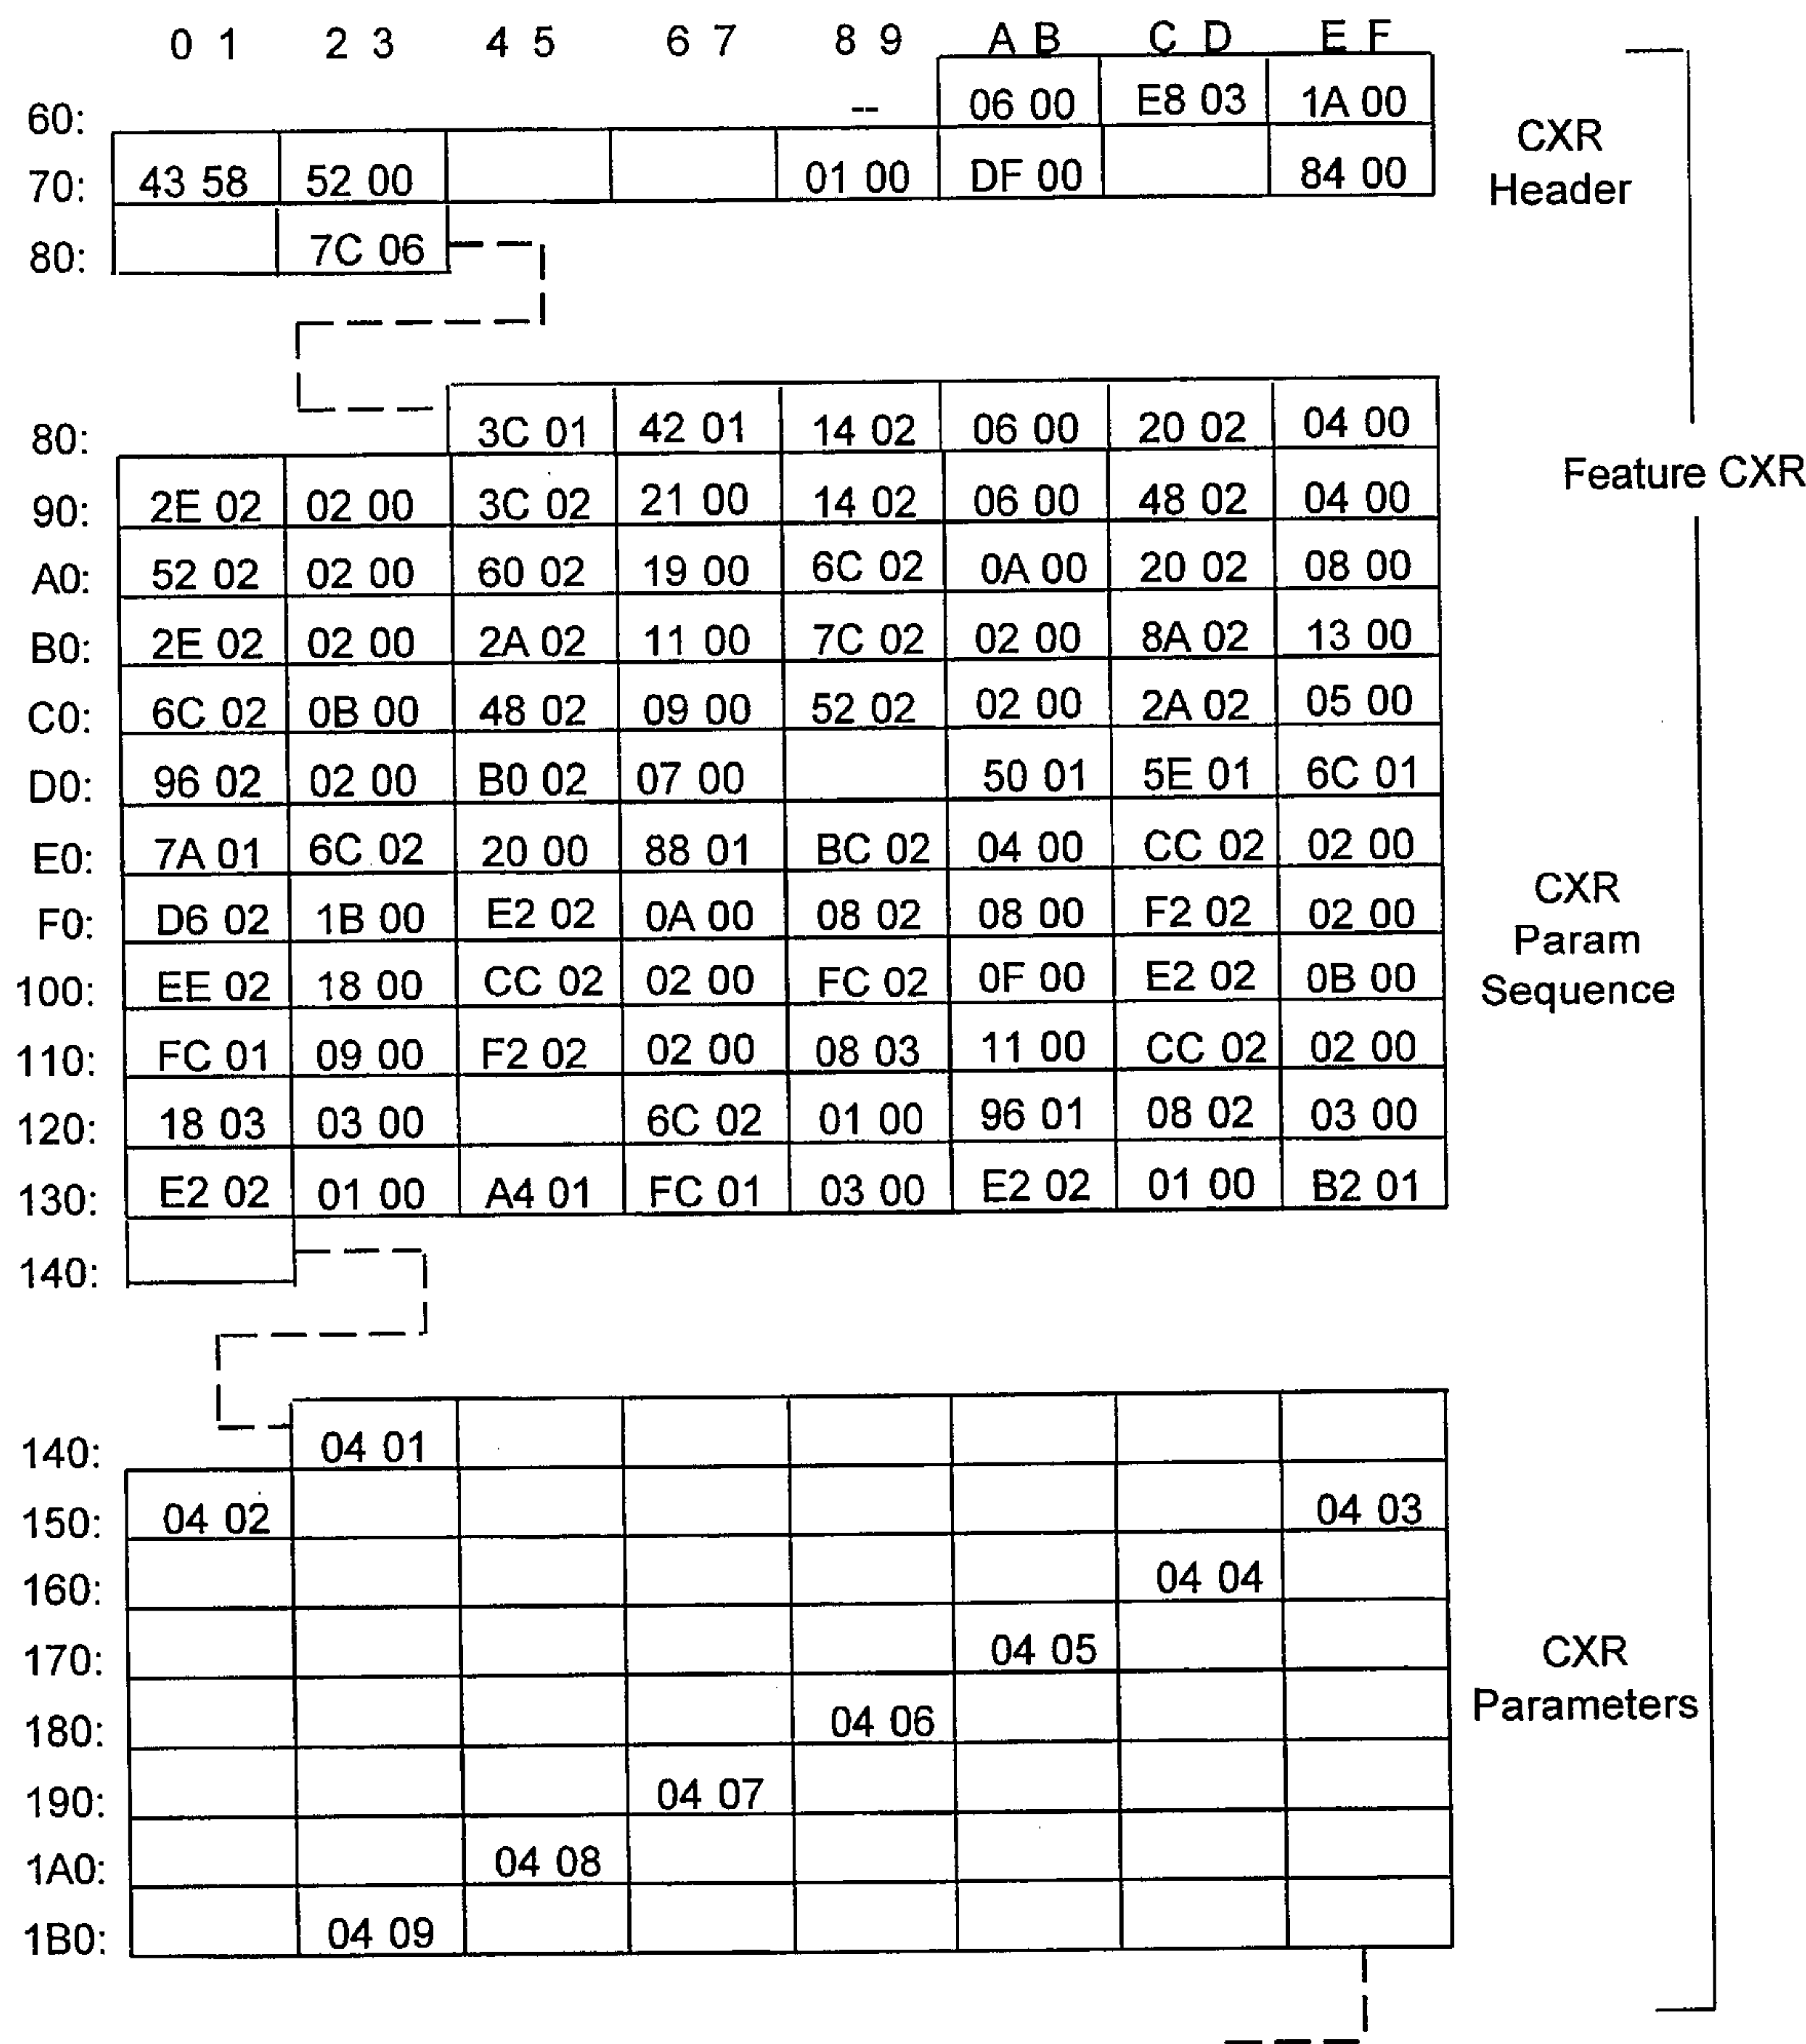 0 1 2 3 4 5 6 7 8 9 A B C D E F
60: -- 06 00 E8 03 1A 00
70: 43 58 52 00 01 00 DF 00 84 00
80: 7C 06
CXR
Header
80: 3C 01 42 01 14 02 06 00 20 02 04 00
90: 2E 02 02 00 3C 02 21 00 14 02 06 00 48 02 04 00
Feature CXR
A0: 52 02 02 00 60 02 19 00 6C 02 0A 00 20 02 08 00
B0: 2E 02 02 00 2A 02 11 00 7C 02 02 00 8A 02 13 00
C0: 6C 02 0B 00 48 02 09 00 52 02 02 00 2A 02 05 00
D0: 96 02 02 00 B0 02 07 00 50 01 5E 01 6C 01
E0: 7A 01 6C 02 20 00 88 01 BC 02 04 00 CC 02 02 00
F0: D6 02 1B 00 E2 02 0A 00 08 02 08 00 F2 02 02 00
100: EE 02 18 00 CC 02 02 00 FC 02 0F 00 E2 02 0B 00
110: FC 01 09 00 F2 02 02 00 08 03 11 00 CC 02 02 00
120: 18 03 03 00 6C 02 01 00 96 01 08 02 03 00
130: E2 02 01 00 A4 01 FC 01 03 00 E2 02 01 00 B2 01
140:
CXR
Param
Sequence
140: 04 01
150: 04 02 04 03
160: 04 04
170: 04 05
180: 04 06
190: 04 07
1A0: 04 08
1B0: 04 09
CXR
Parameters